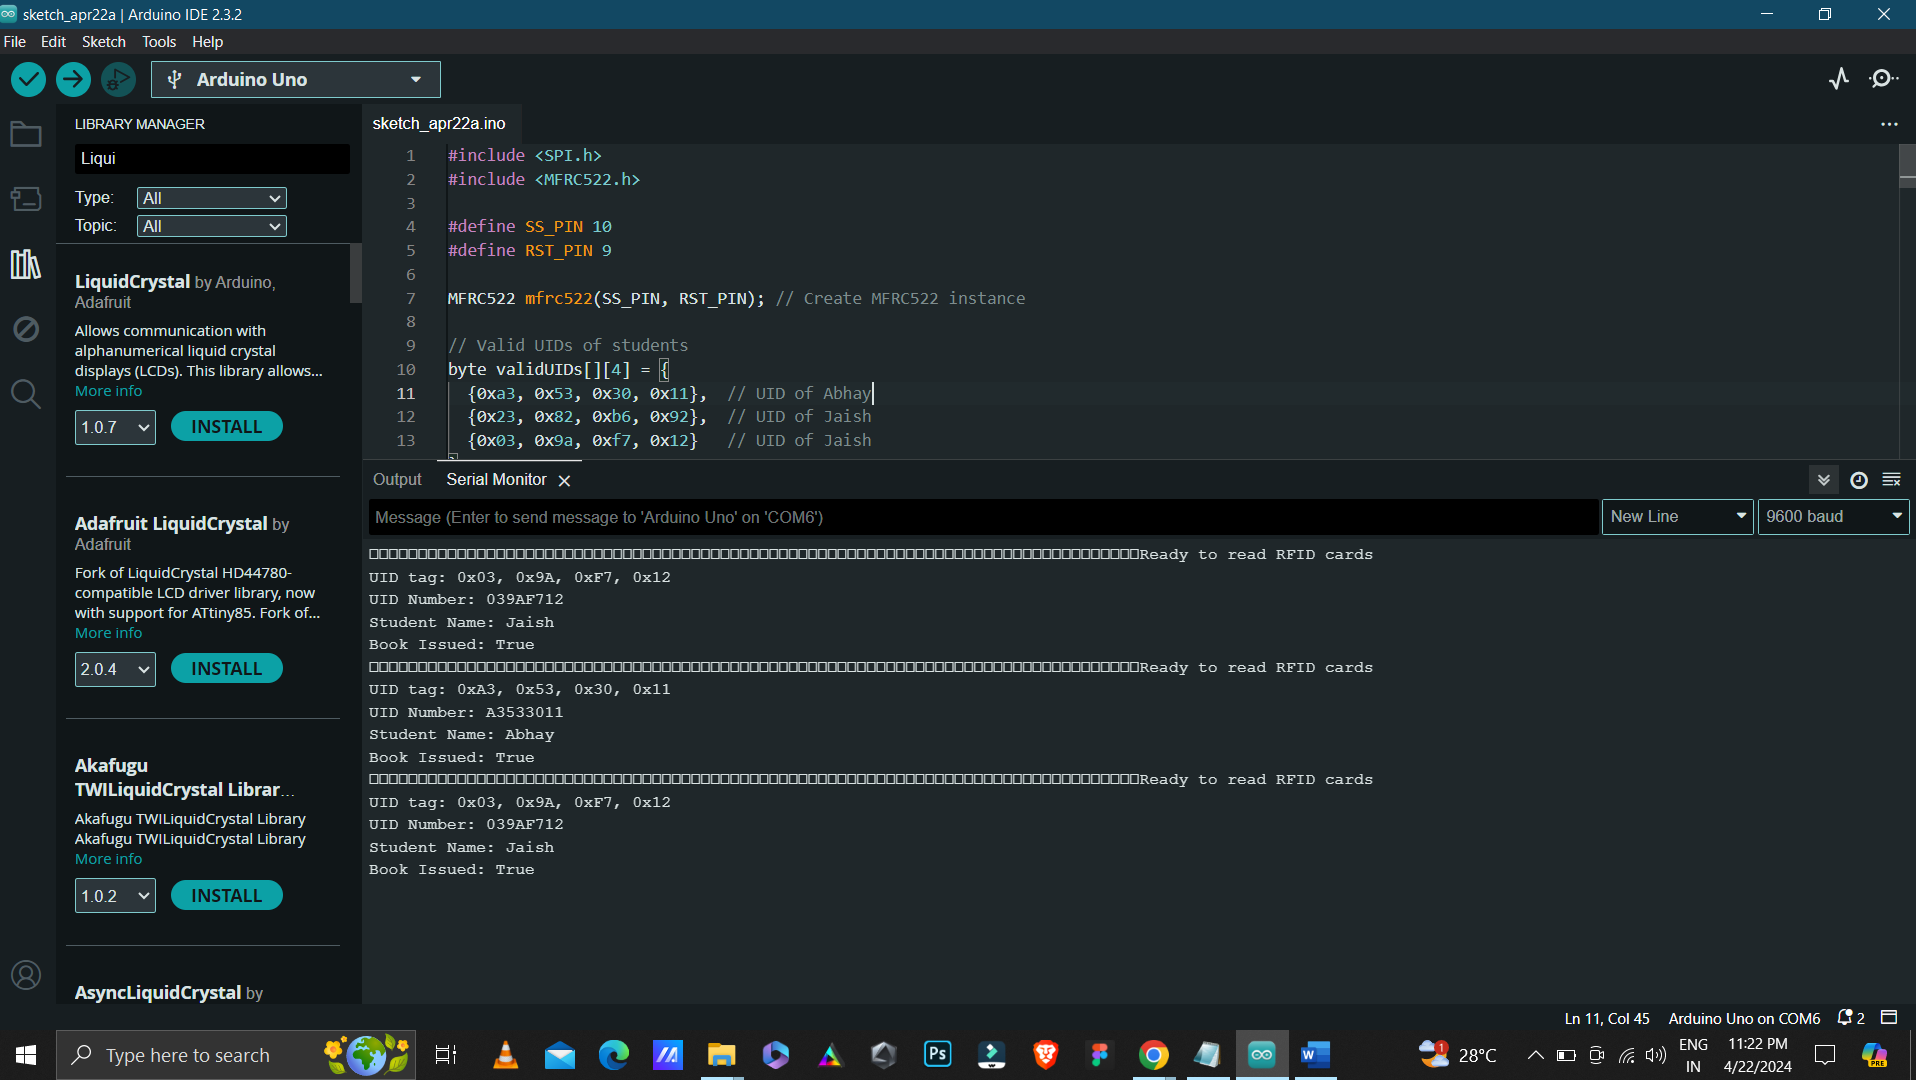 sketch_apr22a | Arduino IDE 2.3.2
File Edit Sketch Tools Help
Arduino Uno
LIBRARY MANAGER
Liqui
Type: All
Topic: All
LiquidCrystal by Arduino,
Adafruit
Allows communication with
alphanumerical liquid crystal
displays (LCDs). This library allows...
More info
1.0.7 INSTALL
Adafruit LiquidCrystal by
Adafruit
Fork of LiquidCrystal HD44780-
compatible LCD driver library, now
with support for ATtiny85. Fork of...
More info
2.0.4 INSTALL
Akafugu
TWILiquidCrystal Librar...
Akafugu TWILiquidCrystal Library
Akafugu TWILiquidCrystal Library
More info
1.0.2 INSTALL
AsyncLiquidCrystal by
sketch_apr22a.ino
1 #include <SPI.h>
2 #include <MFRC522.h>
3
4 #define SS_PIN 10
5 #define RST_PIN 9
6
7 MFRC522 mfrc522(SS_PIN, RST_PIN); // Create MFRC522 instance
8
9 // Valid UIDs of students
10 byte validUIDs[][4] = {
11 {0xa3, 0x53, 0x30, 0x11}, // UID of Abhay
12 {0x23, 0x82, 0xb6, 0x92}, // UID of Jaish
13 {0x03, 0x9a, 0xf7, 0x12} // UID of Jaish
Output Serial Monitor
Message (Enter to send message to 'Arduino Uno' on 'COM6')
New Line 9600 baud
Ready to read RFID cards
UID tag: 0x03, 0x9A, 0xF7, 0x12
UID Number: 039AF712
Student Name: Jaish
Book Issued: True
Ready to read RFID cards
UID tag: 0xA3, 0x53, 0x30, 0x11
UID Number: A3533011
Student Name: Abhay
Book Issued: True
Ready to read RFID cards
UID tag: 0x03, 0x9A, 0xF7, 0x12
UID Number: 039AF712
Student Name: Jaish
Book Issued: True
Ln 11, Col 45 Arduino Uno on COM6 2
Type here to search
Ps
W
1
28°C
ENG
IN
11:22 PM
4/22/2024
PRE